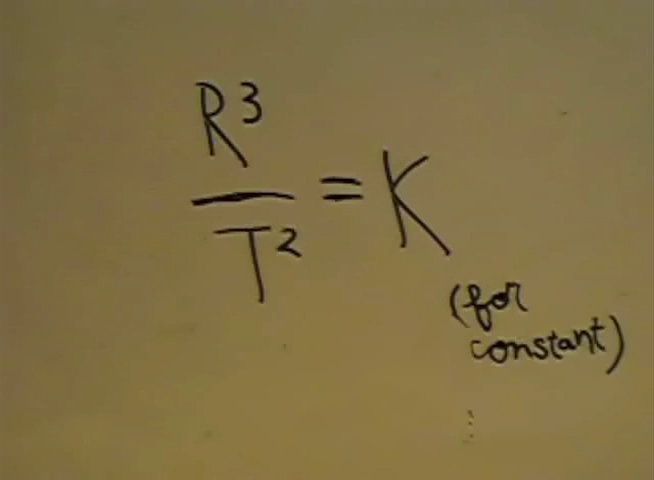 R³
T² = K
(for
constant)